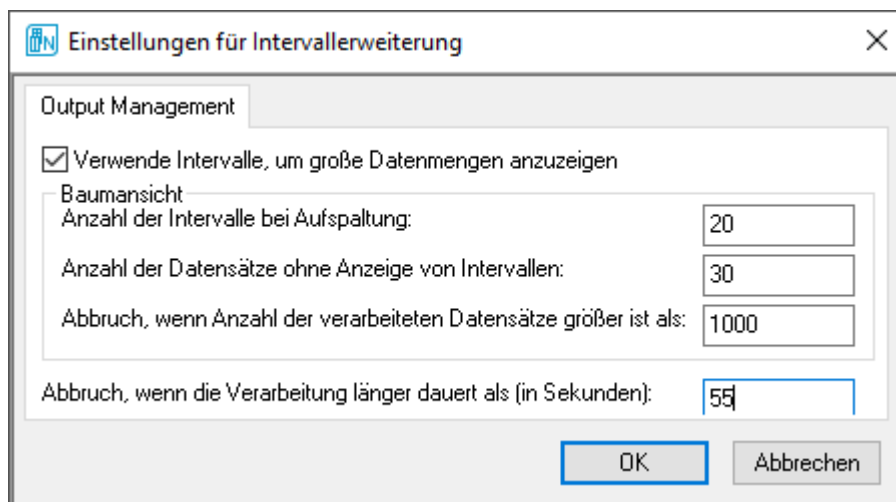 N Einstellungen für Intervallerweiterung
Output Management
Verwende Intervalle, um große Datenmengen anzuzeigen
Baumansicht
Anzahl der Intervalle bei Aufspaltung: 20
Anzahl der Datensätze ohne Anzeige von Intervallen: 30
Abbruch, wenn Anzahl der verarbeiteten Datensätze größer ist als: 1000
Abbruch, wenn die Verarbeitung länger dauert als (in Sekunden): 55
OK Abbrechen